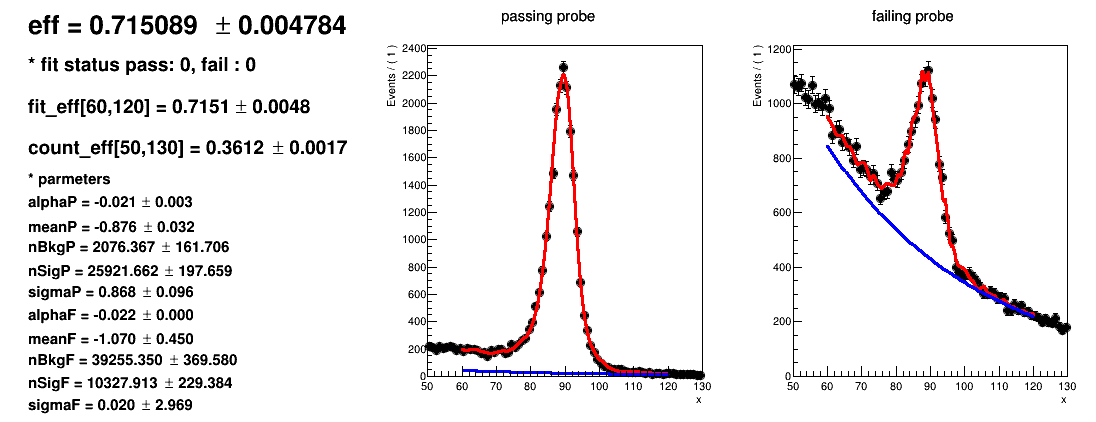 eff = 0.715089 ± 0.004784
* fit status pass: 0, fail : 0
fit_eff[60,120] = 0.7151 ± 0.0048
count_eff[50,130] = 0.3612 ± 0.0017
* parmeters
alphaP = -0.021 ± 0.003
meanP = -0.876 ± 0.032
nBkgP = 2076.367 ± 161.706
nSigP = 25921.662 ± 197.659
sigmaP = 0.868 ± 0.096
alphaF = -0.022 ± 0.000
meanF = -1.070 ± 0.450
nBkgF = 39255.350 ± 369.580
nSigF = 10327.913 ± 229.384
sigmaF = 0.020 ± 2.969
passing probe
Events / ( 1 )
2400
2200
2000
1800
1600
1400
1200
1000
800
600
400
200
0
50 60 70 80 90 100 110 120 130
x
failing probe
Events / ( 1 )
1200
1000
800
600
400
200
0
50 60 70 80 90 100 110 120 130
x